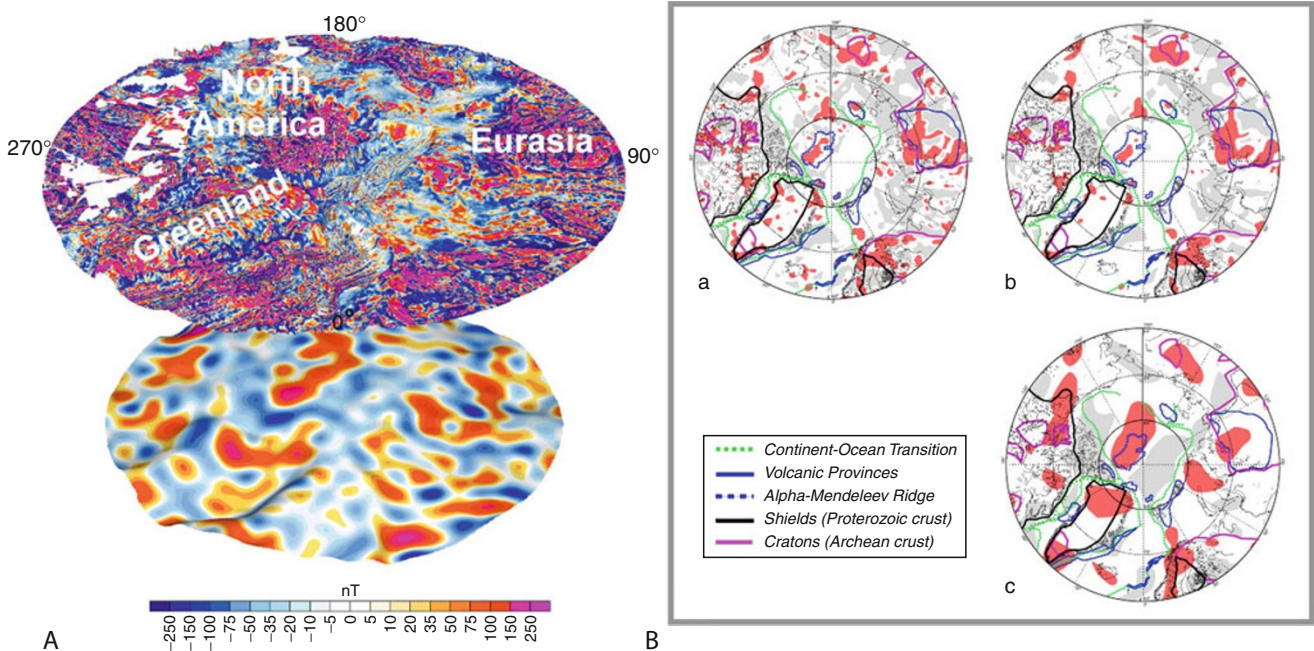 180°
North
America
Eurasia
270°
90°
Greenland
0°
nT
−250
−150
−100
−75
−50
−35
−20
−10
−5
0
5
10
20
35
50
75
100
150
250
A
a
b
c
Continent-Ocean Transition
Volcanic Provinces
Alpha-Mendeleev Ridge
Shields (Proterozoic crust)
Cratons (Archean crust)
B